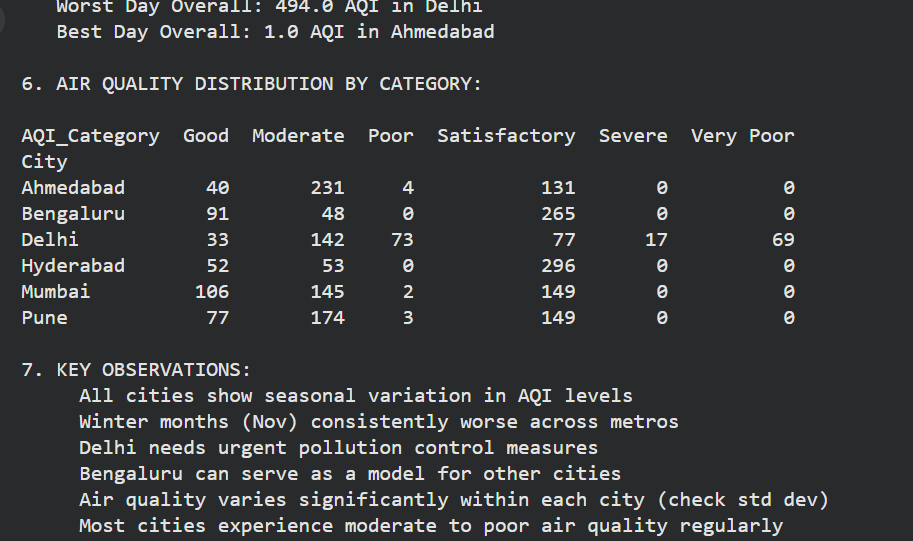 Worst Day Overall: 494.0 AQI in Delhi
Best Day Overall: 1.0 AQI in Ahmedabad
6. AIR QUALITY DISTRIBUTION BY CATEGORY:
AQI_Category Good Moderate Poor Satisfactory Severe Very Poor
City
Ahmedabad 40 231 4 131 0 0
Bengaluru 91 48 0 265 0 0
Delhi 33 142 73 77 17 69
Hyderabad 52 53 0 296 0 0
Mumbai 106 145 2 149 0 0
Pune 77 174 3 149 0 0
7. KEY OBSERVATIONS:
All cities show seasonal variation in AQI levels
Winter months (Nov) consistently worse across metros
Delhi needs urgent pollution control measures
Bengaluru can serve as a model for other cities
Air quality varies significantly within each city (check std dev)
Most cities experience moderate to poor air quality regularly